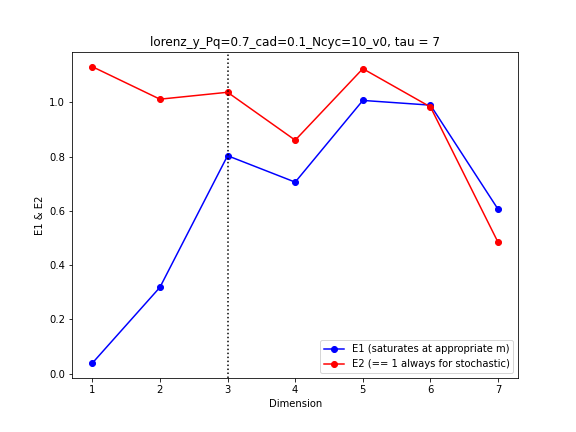 lorenz_y_Pq=0.7_cad=0.1_Ncyc=10_v0, tau = 7
1.0
0.8
0.6
0.4
0.2
0.0
E1 & E2
E1 (saturates at appropriate m)
E2 (== 1 always for stochastic)
1 2 3 4 5 6 7
Dimension